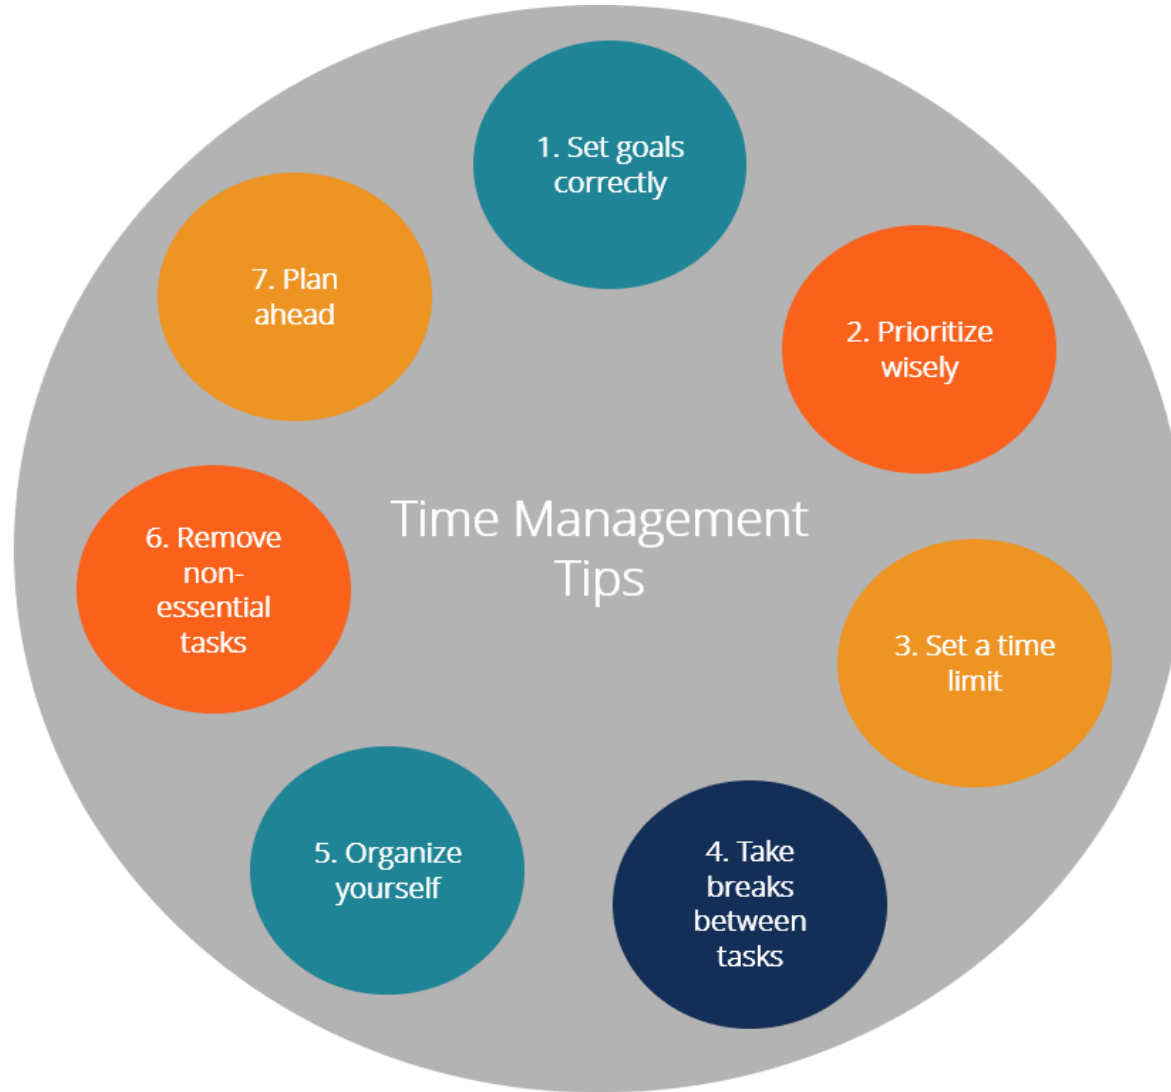 1. Set goals
correctly
2. Prioritize
wisely
3. Set a time
limit
4. Take
breaks
between
tasks
5. Organize
yourself
6. Remove
non-
essential
tasks
7. Plan
ahead
Time Management
Tips